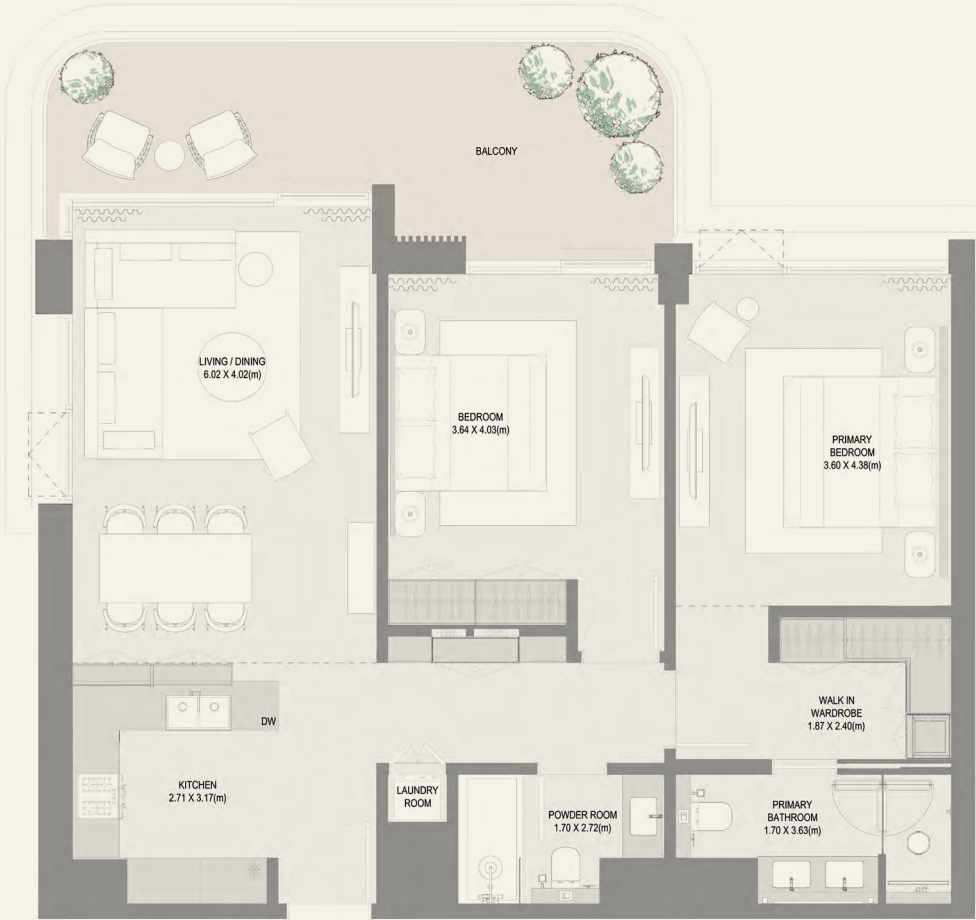 BALCONY
LIVING / DINING
6.02 X 4.02(m)
BEDROOM
3.64 X 4.03(m)
PRIMARY
BEDROOM
3.60 X 4.38(m)
DW
WALK IN
WARDROBE
1.87 X 2.40(m)
KITCHEN
2.71 X 3.17(m)
LAUNDRY
ROOM
POWDER ROOM
1.70 X 2.72(m)
PRIMARY
BATHROOM
1.70 X 3.63(m)